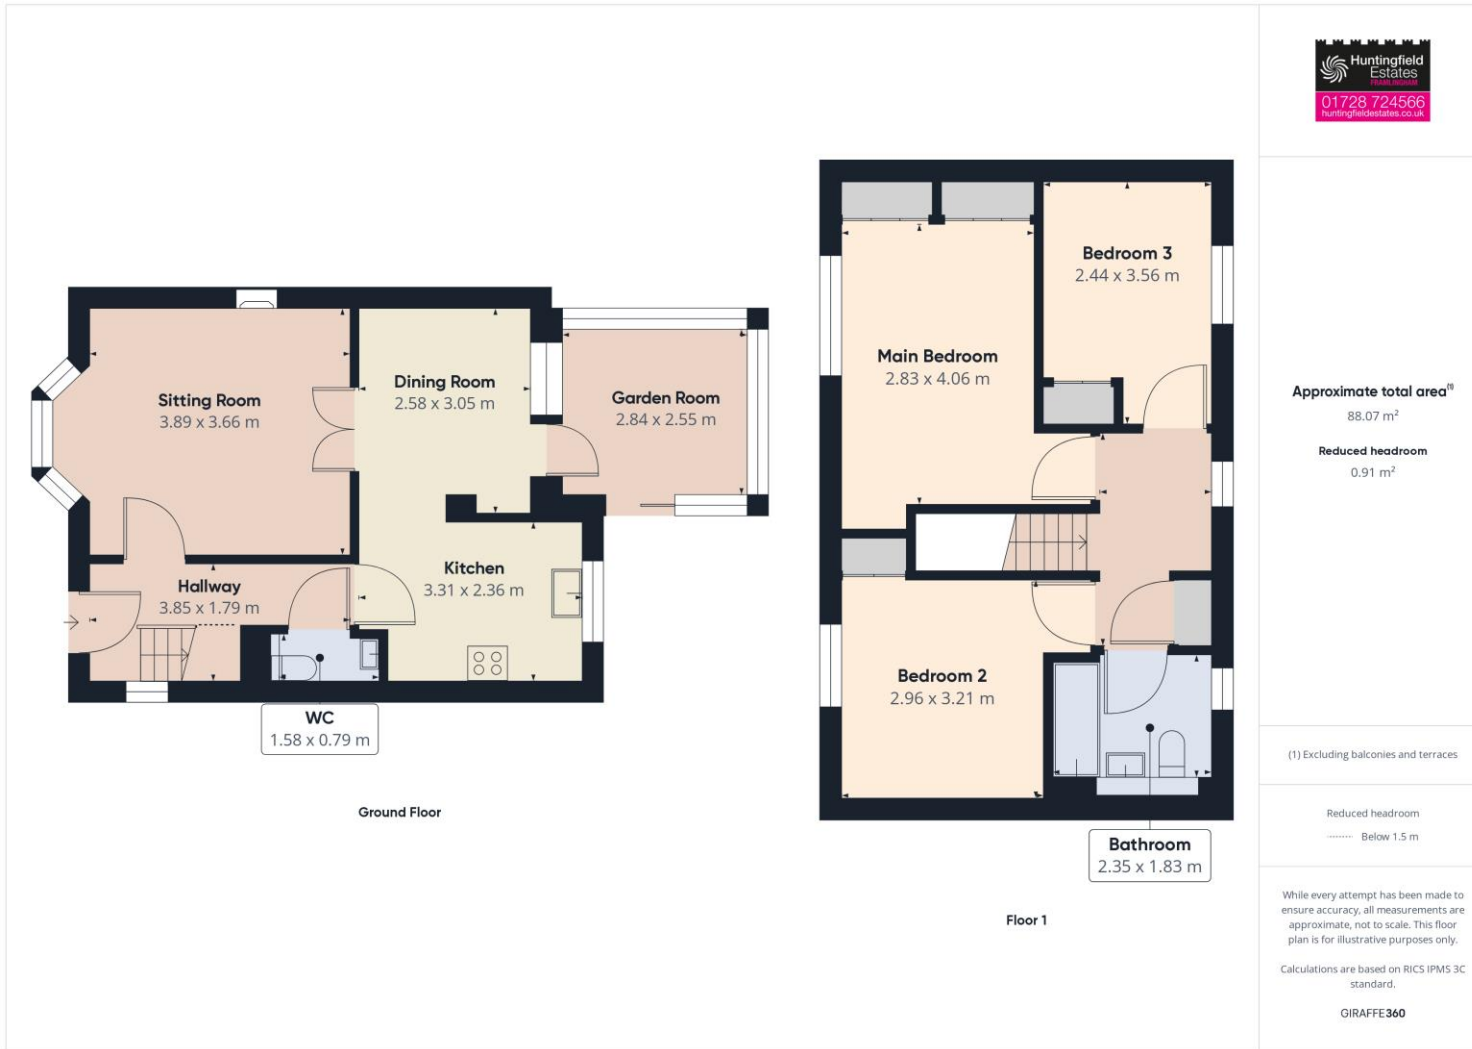 Sitting Room
3.89 x 3.66 m
Dining Room
2.58 x 3.05 m
Garden Room
2.84 x 2.55 m
Hallway
3.85 x 1.79 m
Kitchen
3.31 x 2.36 m
WC
1.58 x 0.79 m
Ground Floor
Main Bedroom
2.83 x 4.06 m
Bedroom 3
2.44 x 3.56 m
Bedroom 2
2.96 x 3.21 m
Bathroom
2.35 x 1.83 m
Floor 1
Huntingfield
Estates
FRAMLINGHAM
01728 724566
huntingfieldestates.co.uk
Approximate total area(1)
88.07 m²
Reduced headroom
0.91 m²
(1) Excluding balconies and terraces
Reduced headroom
Below 1.5 m
While every attempt has been made to
ensure accuracy, all measurements are
approximate, not to scale. This floor
plan is for illustrative purposes only.
Calculations are based on RICS IPMS 3C
standard.
GIRAFFE360